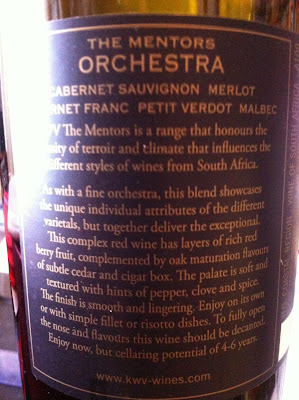 THE MENTORS
ORCHESTRA
CABERNET SAUVIGNON MERLOT
FRANC PETIT VERDOT MALBEC
The Mentors is a range that honours the
of terroir and climate that influences the
different styles of wines from South Africa.
As with a fine orchestra, this blend showcases
the unique individual attributes of the different
varietals, but together deliver the exceptional.
This complex red wine has layers of rich red
berry fruit, complemented by oak maturation flavours
of subtle cedar and cigar box. The palate is soft and
textured with hints of pepper, clove and spice.
The finish is smooth and lingering. Enjoy on its own
or with simple fillet or risotto dishes. To fully open
the nose and flavours this wine should be decanted.
Enjoy now, but cellaring potential of 4-6 years.
www.kwv-wines.com